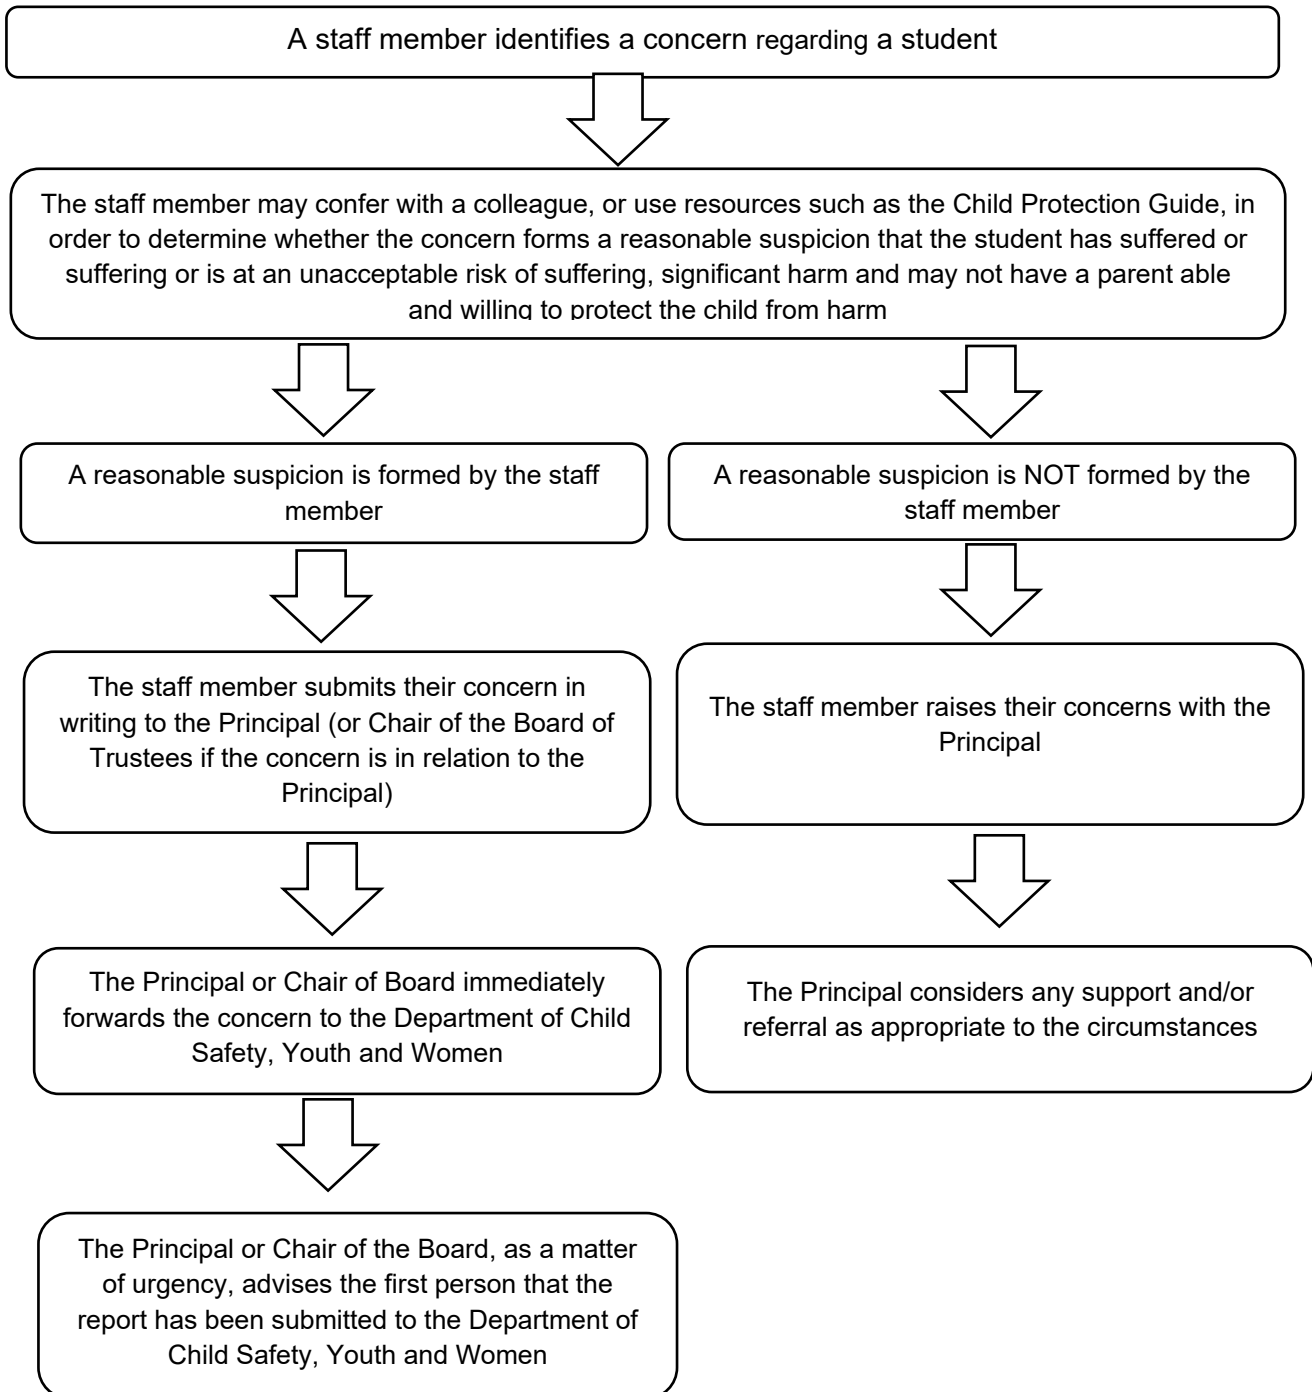 A staff member identifies a concern regarding a student
The staff member may confer with a colleague, or use resources such as the Child Protection Guide, in
order to determine whether the concern forms a reasonable suspicion that the student has suffered or
suffering or is at an unacceptable risk of suffering, significant harm and may not have a parent able
and willing to protect the child from harm
A reasonable suspicion is formed by the staff
member
A reasonable suspicion is NOT formed by the
staff member
The staff member submits their concern in
writing to the Principal (or Chair of the Board of
Trustees if the concern is in relation to the
Principal)
The staff member raises their concerns with the
Principal
The Principal or Chair of Board immediately
forwards the concern to the Department of Child
Safety, Youth and Women
The Principal considers any support and/or
referral as appropriate to the circumstances
The Principal or Chair of the Board, as a matter
of urgency, advises the first person that the
report has been submitted to the Department of
Child Safety, Youth and Women